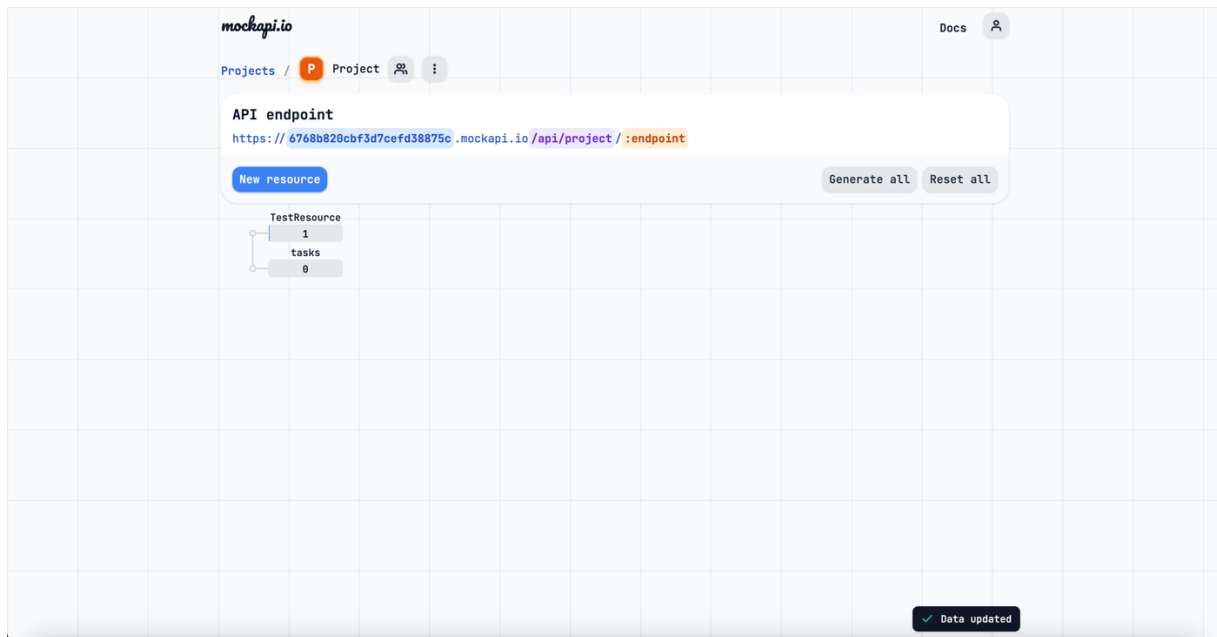 mockapi.io
Docs
Projects / P Project
API endpoint
https://6768b820cbf3d7cefd38875c.mockapi.io/api/project/:endpoint
New resource
Generate all
Reset all
TestResource
1
tasks
0
✓ Data updated